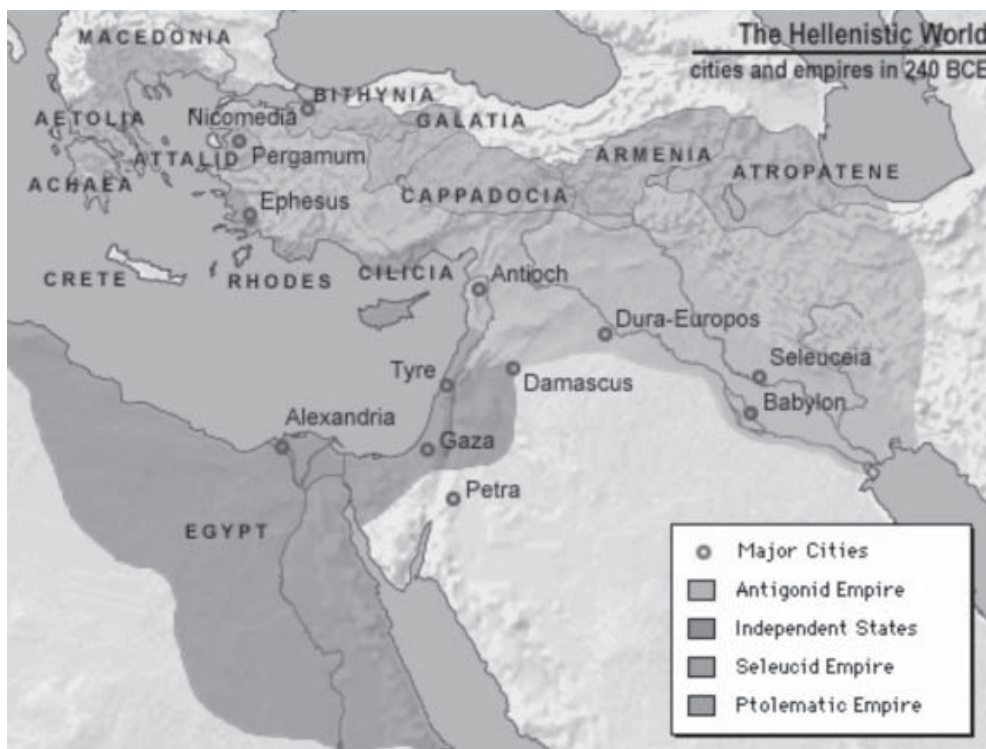 The Hellenistic World
cities and empires in 240 BCE
MACEDONIA
BITHYNIA
Nicomedia
GALATIA
AETOLIA
ATTALID
Pergamum
ARMENIA
ATROPATENE
ACHAEA
CAPPADOCIA
Ephesus
CRETE
RHODES
CILICIA
Antioch
Dura-Europos
Seleuceia
Tyre
Damascus
Babylon
Alexandria
Gaza
Petra
EGYPT
Major Cities
Antigonid Empire
Independent States
Seleucid Empire
Ptolematic Empire